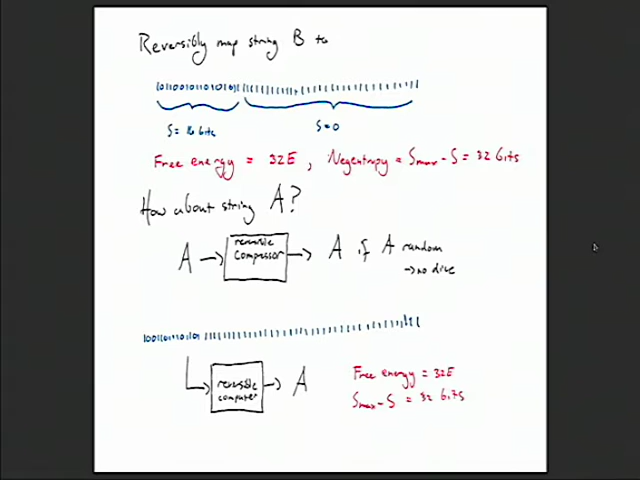 Reversibly map string B to
S = 16 bits
S = 0
Free energy = 32E , Negentropy = Smax - S = 32 bits
How about string A?
A → reversible compressor → A if A random
→ no dice
reversible computer → A
Free energy = 32E
Smax - S = 32 bits